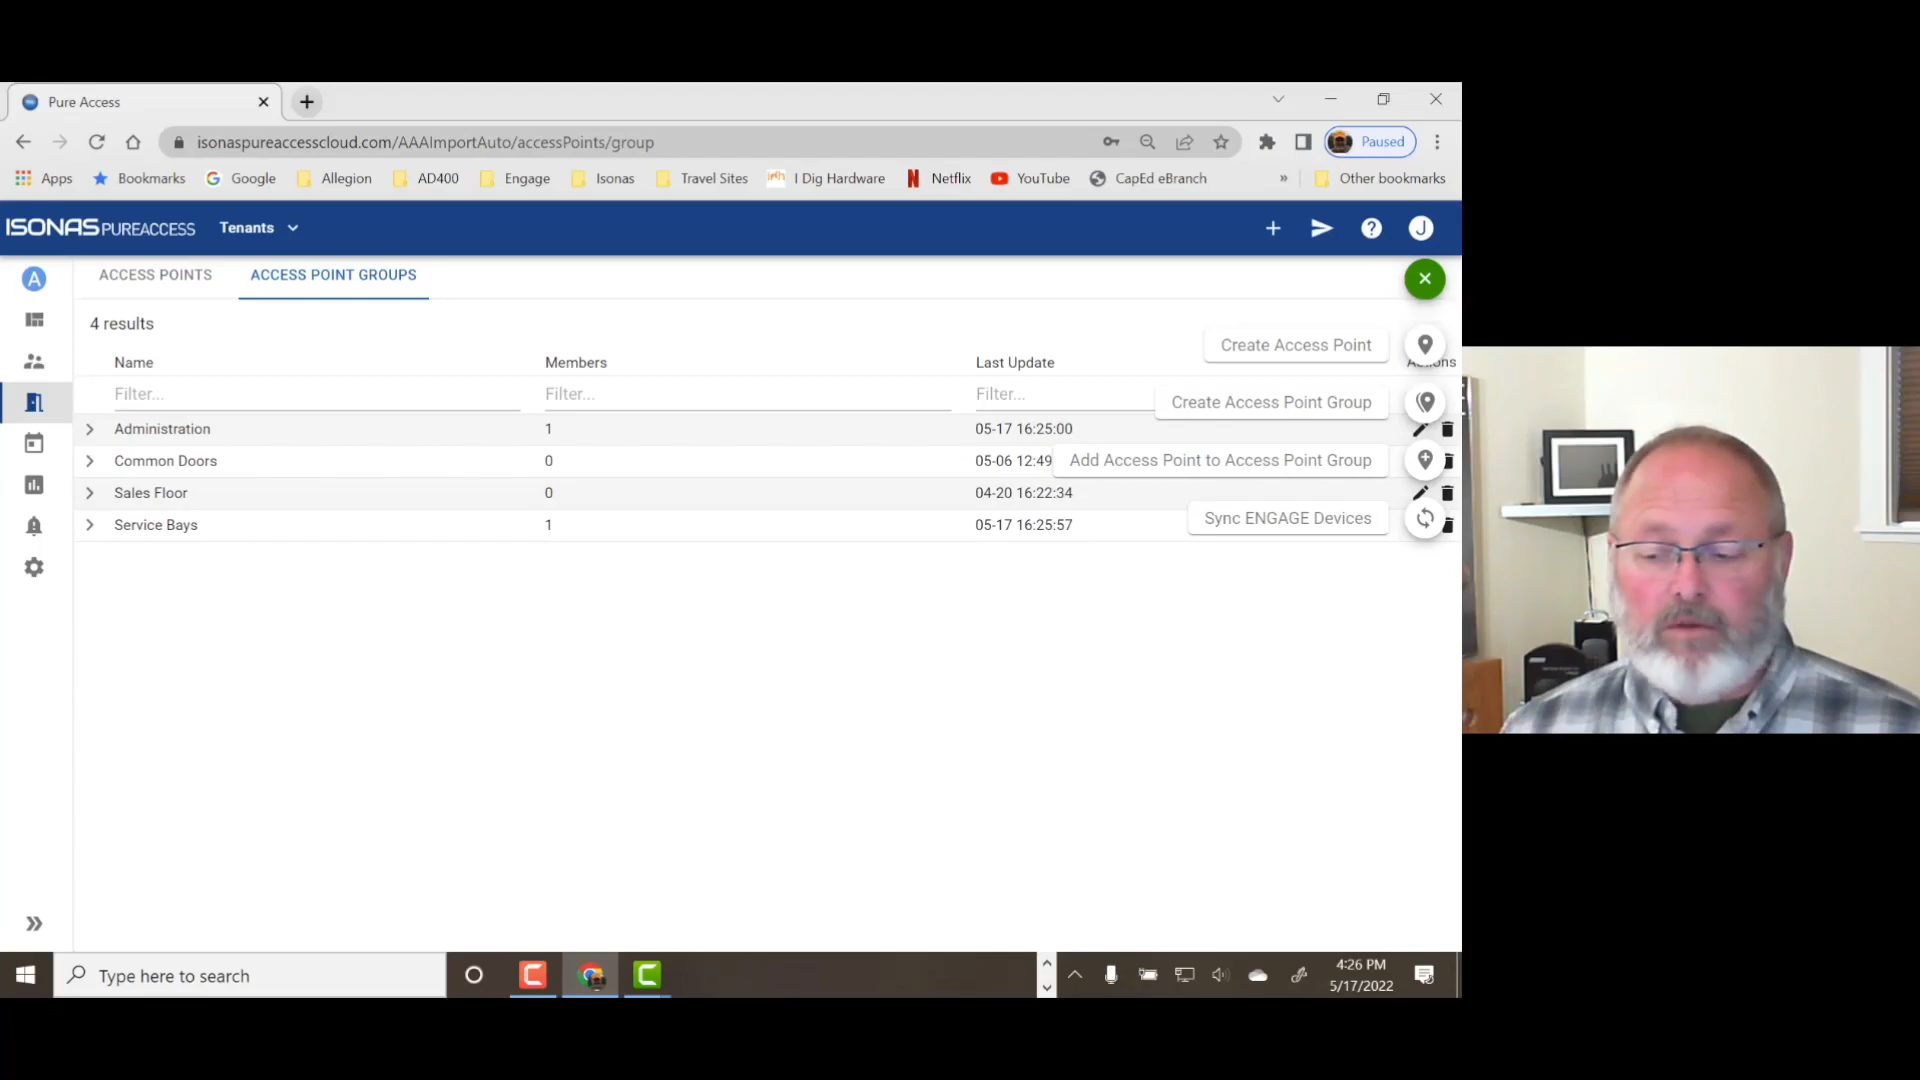 Pure Access
isonaspureaccesscloud.com/AAAImportAuto/accessPoints/group
Paused
Apps Bookmarks Google Allegion AD400 Engage Isonas Travel Sites I Dig Hardware Netflix YouTube CapEd eBranch » Other bookmarks
ISONAS PUREACCESS Tenants J
A ACCESS POINTS ACCESS POINT GROUPS
4 results
Create Access Point
Name Members Last Update Actions
Filter... Filter... Filter... Create Access Point Group
Administration 1 05-17 16:25:00
Common Doors 0 05-06 12:49 Add Access Point to Access Point Group
Sales Floor 0 04-20 16:22:34
Service Bays 1 05-17 16:25:57 Sync ENGAGE Devices
Type here to search
4:26 PM
5/17/2022